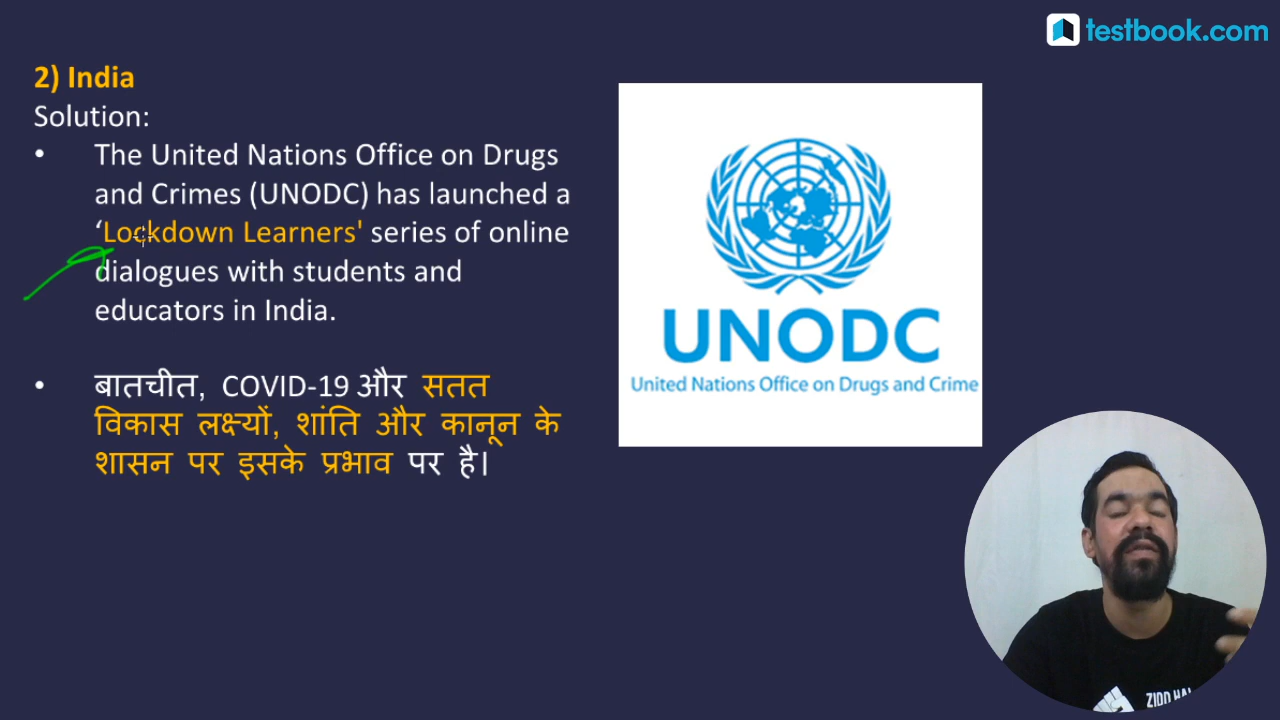 testbook.com
2) India
Solution:
• The United Nations Office on Drugs
and Crimes (UNODC) has launched a
‘Lockdown Learners' series of online
dialogues with students and
educators in India.
• बातचीत, COVID-19 और सतत
विकास लक्ष्यों, शांति और कानून के
शासन पर इसके प्रभाव पर है।
UNODC
United Nations Office on Drugs and Crime